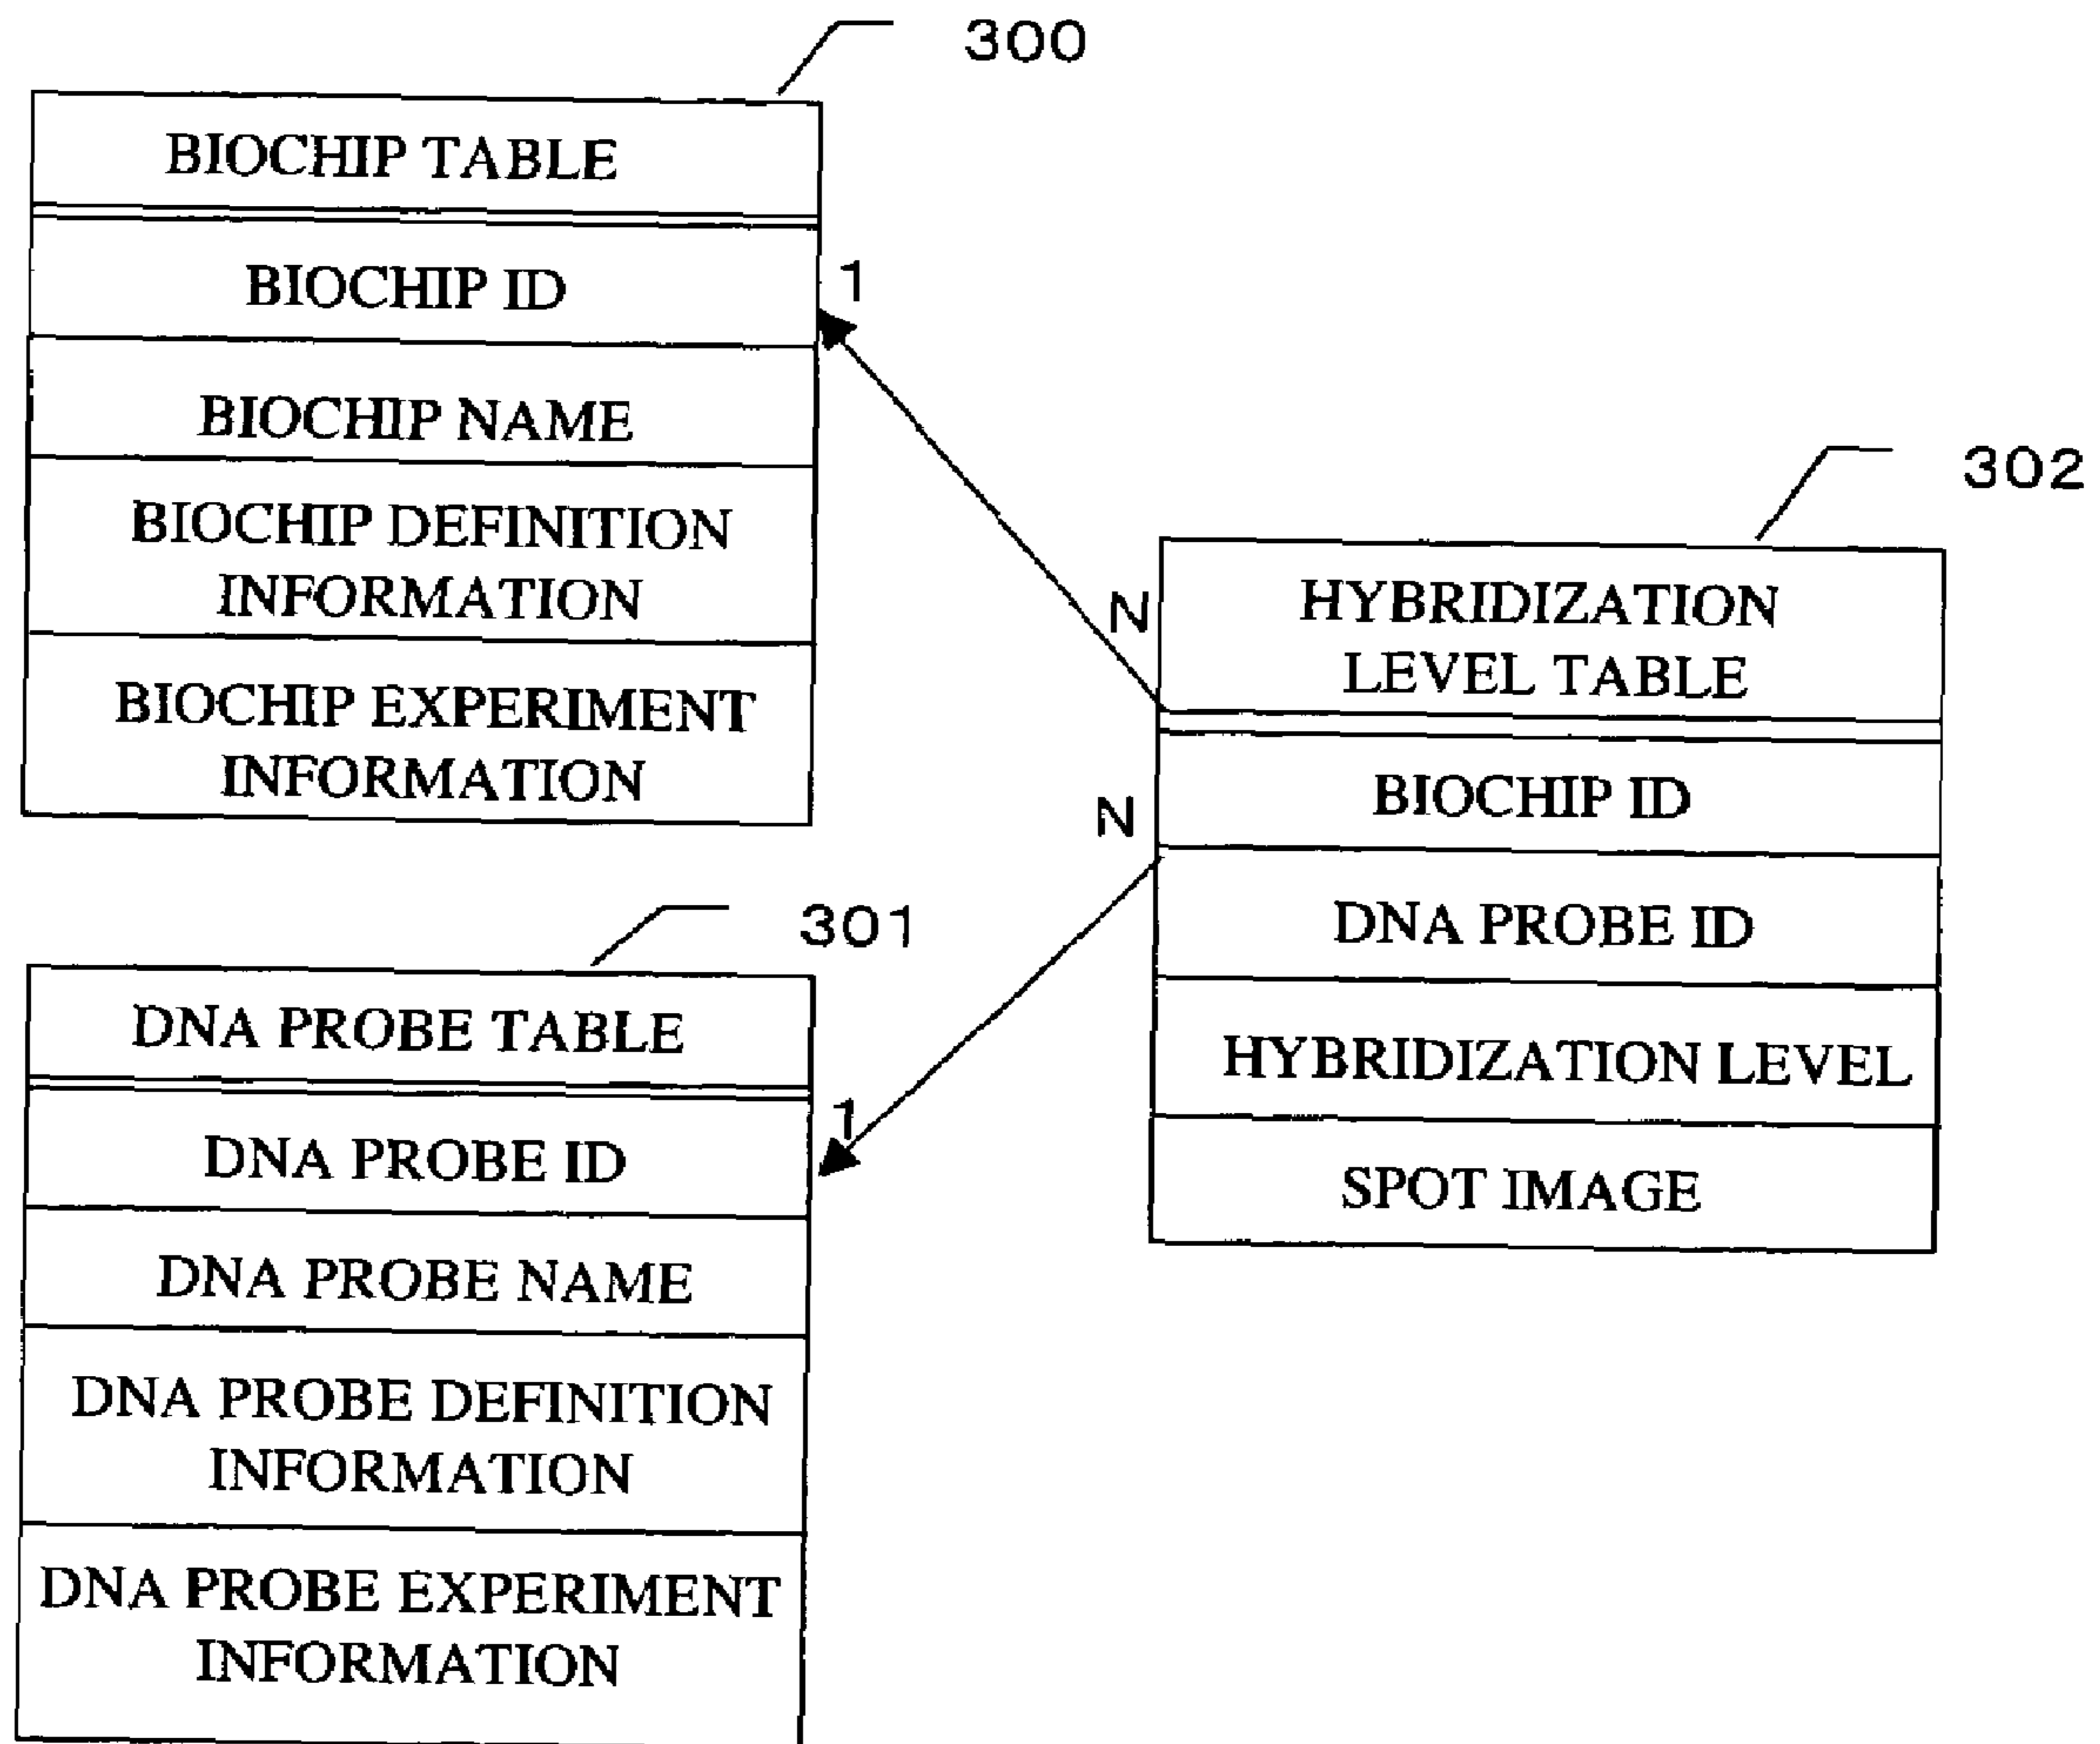 300
BIOCHIP TABLE
BIOCHIP ID
1
BIOCHIP NAME
BIOCHIP DEFINITION
INFORMATION
BIOCHIP EXPERIMENT
INFORMATION
302
HYBRIDIZATION
LEVEL TABLE
N
BIOCHIP ID
N
DNA PROBE ID
HYBRIDIZATION LEVEL
SPOT IMAGE
301
DNA PROBE TABLE
DNA PROBE ID
1
DNA PROBE NAME
DNA PROBE DEFINITION
INFORMATION
DNA PROBE EXPERIMENT
INFORMATION